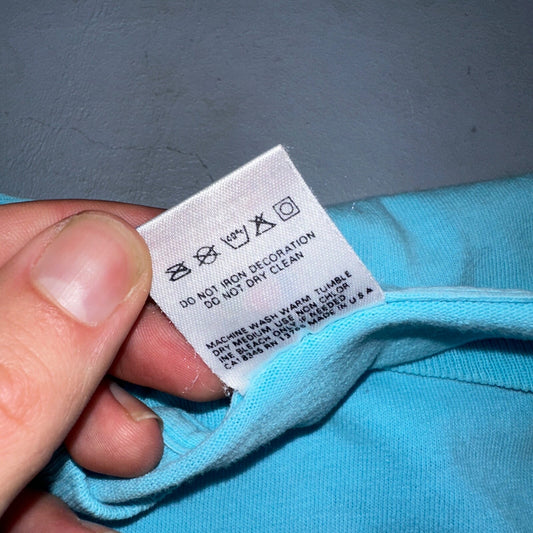 60℃
DO NOT IRON DECORATION
DO NOT DRY CLEAN
MACHINE WASH WARM TUMBLE
DRY MEDIUM USE NON CHLOR
INE BLEACH ONLY IF NEEDED
MADE IN U.S.A